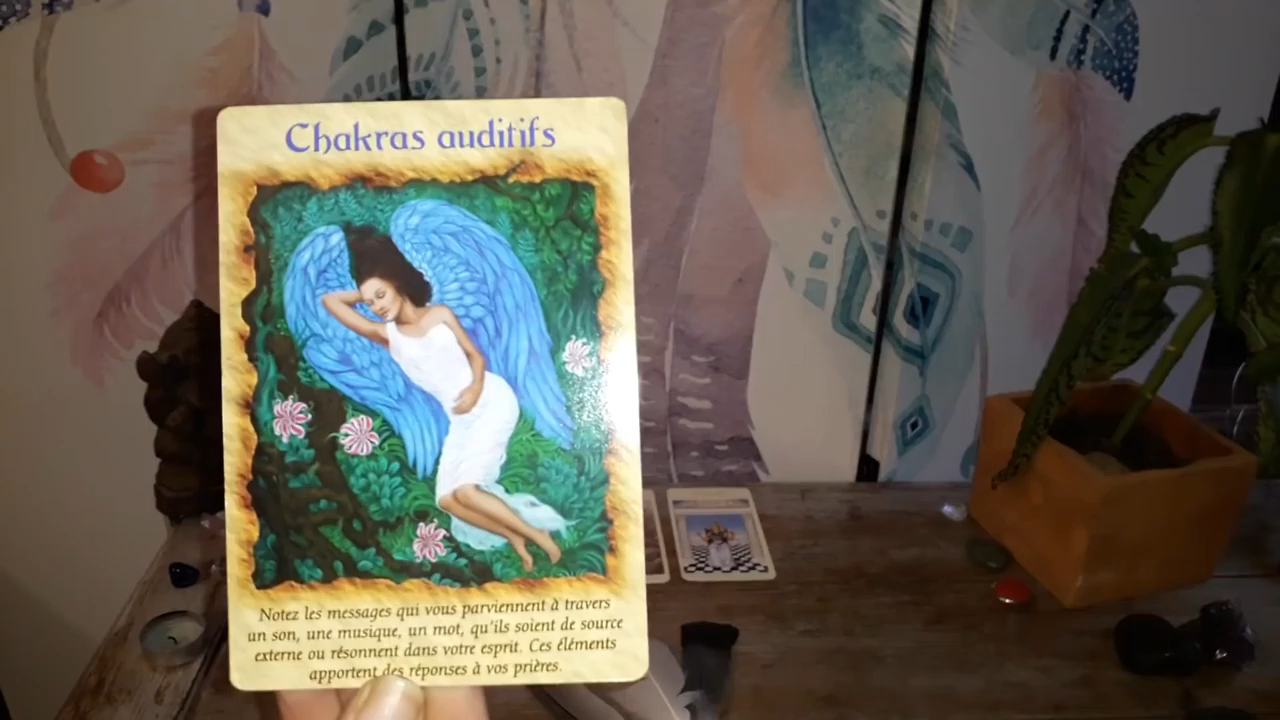 Chakras auditifs
Notez les messages qui vous parviennent à travers
un son, une musique, un mot, qu'ils soient de source
externe ou résonnent dans votre esprit. Ces éléments
apportent des réponses à vos prières.